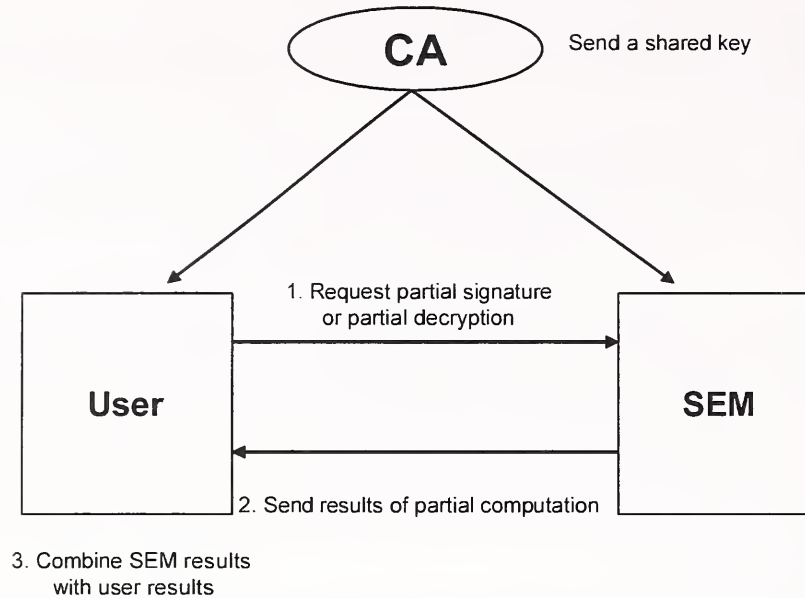 CA
Send a shared key
1. Request partial signature
or partial decryption
User
SEM
2. Send results of partial computation
3. Combine SEM results
with user results